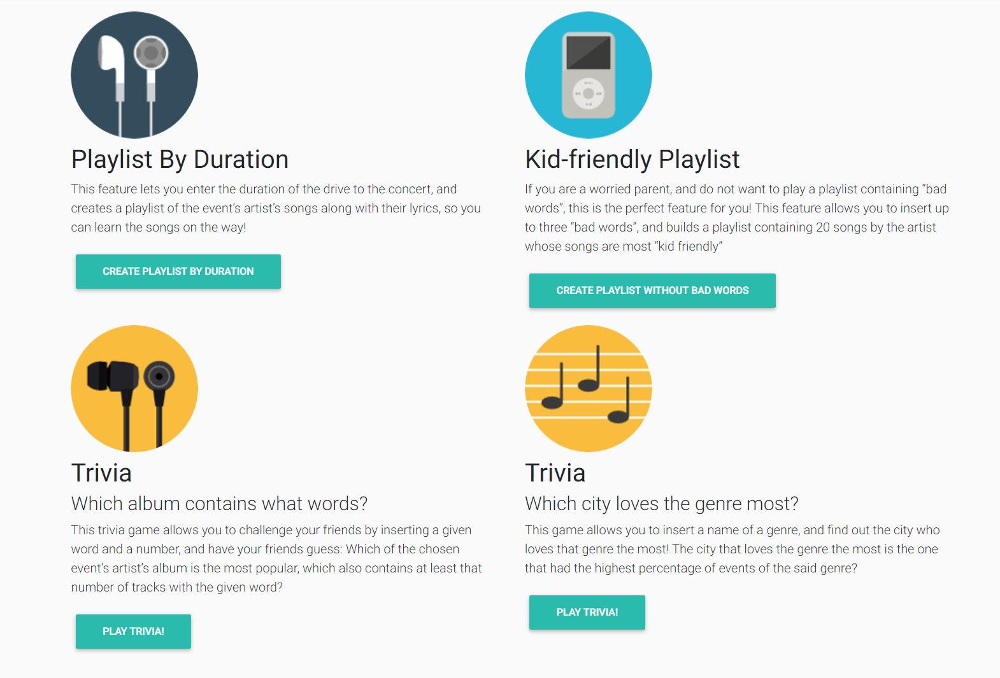 Playlist By Duration
This feature lets you enter the duration of the drive to the concert, and
creates a playlist of the event’s artist’s songs along with their lyrics, so you
can learn the songs on the way!
CREATE PLAYLIST BY DURATION
Kid-friendly Playlist
If you are a worried parent, and do not want to play a playlist containing “bad
words”, this is the perfect feature for you! This feature allows you to insert up
to three “bad words”, and builds a playlist containing 20 songs by the artist
whose songs are most “kid friendly”
CREATE PLAYLIST WITHOUT BAD WORDS
Trivia
Which album contains what words?
This trivia game allows you to challenge your friends by inserting a given
word and a number, and have your friends guess: Which of the chosen
event’s artist’s album is the most popular, which also contains at least that
number of tracks with the given word?
PLAY TRIVIA!
Trivia
Which city loves the genre most?
This game allows you to insert a name of a genre, and find out the city who
loves that genre the most! The city that loves the genre the most is the one
that had the highest percentage of events of the said genre?
PLAY TRIVIA!